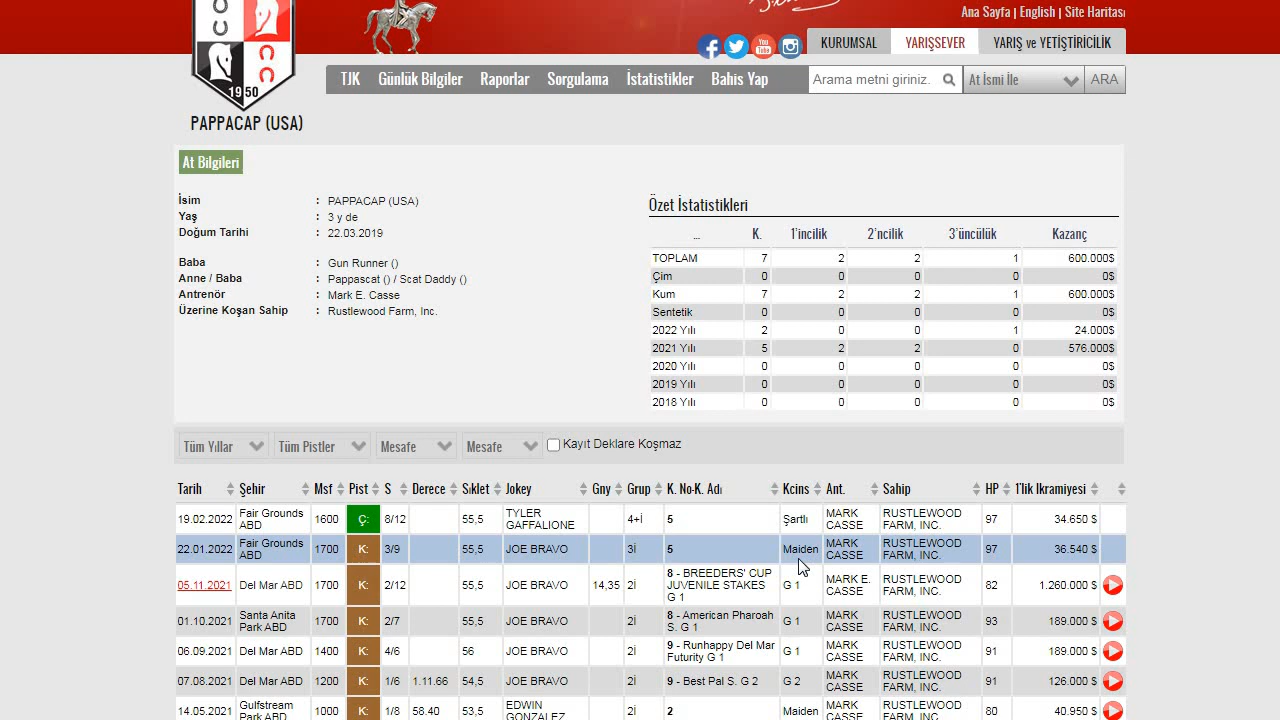 Ana Sayfa | English | Site Haritası
KURUMSAL YARIŞSEVER YARIŞ ve YETİŞTİRİCİLİK
You Tube
TJK Günlük Bilgiler Raporlar Sorgulama İstatistikler Bahis Yap Arama metni giriniz. At İsmi İle ARA
1950
PAPPACAP (USA)
At Bilgileri
İsim : PAPPACAP (USA)
Yaş : 3 y de
Doğum Tarihi : 22.03.2019
Baba : Gun Runner ()
Anne / Baba : Pappascat () / Scat Daddy ()
Antrenör : Mark E. Casse
Üzerine Koşan Sahip : Rustlewood Farm, Inc.
Özet İstatistikleri
... K. 1'incilik 2'ncilik 3'üncülük Kazanç
TOPLAM 7 2 2 1 600.000$
Çim 0 0 0 0 0$
Kum 7 2 2 1 600.000$
Sentetik 0 0 0 0 0$
2022 Yılı 2 0 0 1 24.000$
2021 Yılı 5 2 2 0 576.000$
2020 Yılı 0 0 0 0 0$
2019 Yılı 0 0 0 0 0$
2018 Yılı 0 0 0 0 0$
Tüm Yıllar Tüm Pistler Mesafe Mesafe Kayıt Deklare Koşmaz
Tarih Şehir Msf Pist S Derece Sıklet Jokey Gny Grup K. No-K. Adı Kcins Ant. Sahip HP 1'lik İkramiyesi
19.02.2022 Fair Grounds ABD 1600 Ç: 8/12 55,5 TYLER GAFFALIONE 4+İ 5 Şartlı MARK CASSE RUSTLEWOOD FARM, INC. 97 34.650 $
22.01.2022 Fair Grounds ABD 1700 K: 3/9 55,5 JOE BRAVO 3İ 5 Maiden MARK CASSE RUSTLEWOOD FARM, INC. 97 36.540 $
05.11.2021 Del Mar ABD 1700 K: 2/12 55,5 JOE BRAVO 14,35 2İ 8 - BREEDERS' CUP JUVENILE STAKES G 1 G 1 MARK E. CASSE RUSTLEWOOD FARM, INC. 82 1.260.000 $
01.10.2021 Santa Anita Park ABD 1700 K: 2/7 55,5 JOE BRAVO 2İ 8 - American Pharoah S. G 1 G 1 MARK CASSE RUSTLEWOOD FARM, INC. 93 189.000 $
06.09.2021 Del Mar ABD 1400 K: 4/6 56 JOE BRAVO 2İ 9 - Runhappy Del Mar Futurity G 1 G 1 MARK CASSE RUSTLEWOOD FARM, INC. 91 189.000 $
07.08.2021 Del Mar ABD 1200 K: 1/6 1.11.66 54,5 JOE BRAVO 2İ 9 - Best Pal S. G 2 G 2 MARK CASSE RUSTLEWOOD FARM, INC. 91 126.000 $
14.05.2021 Gulfstream Park ABD 1000 K: 1/8 58.40 53,5 EDWIN GONZALEZ 2İ 2 Maiden MARK CASSE RUSTLEWOOD FARM, INC. 80 40.950 $